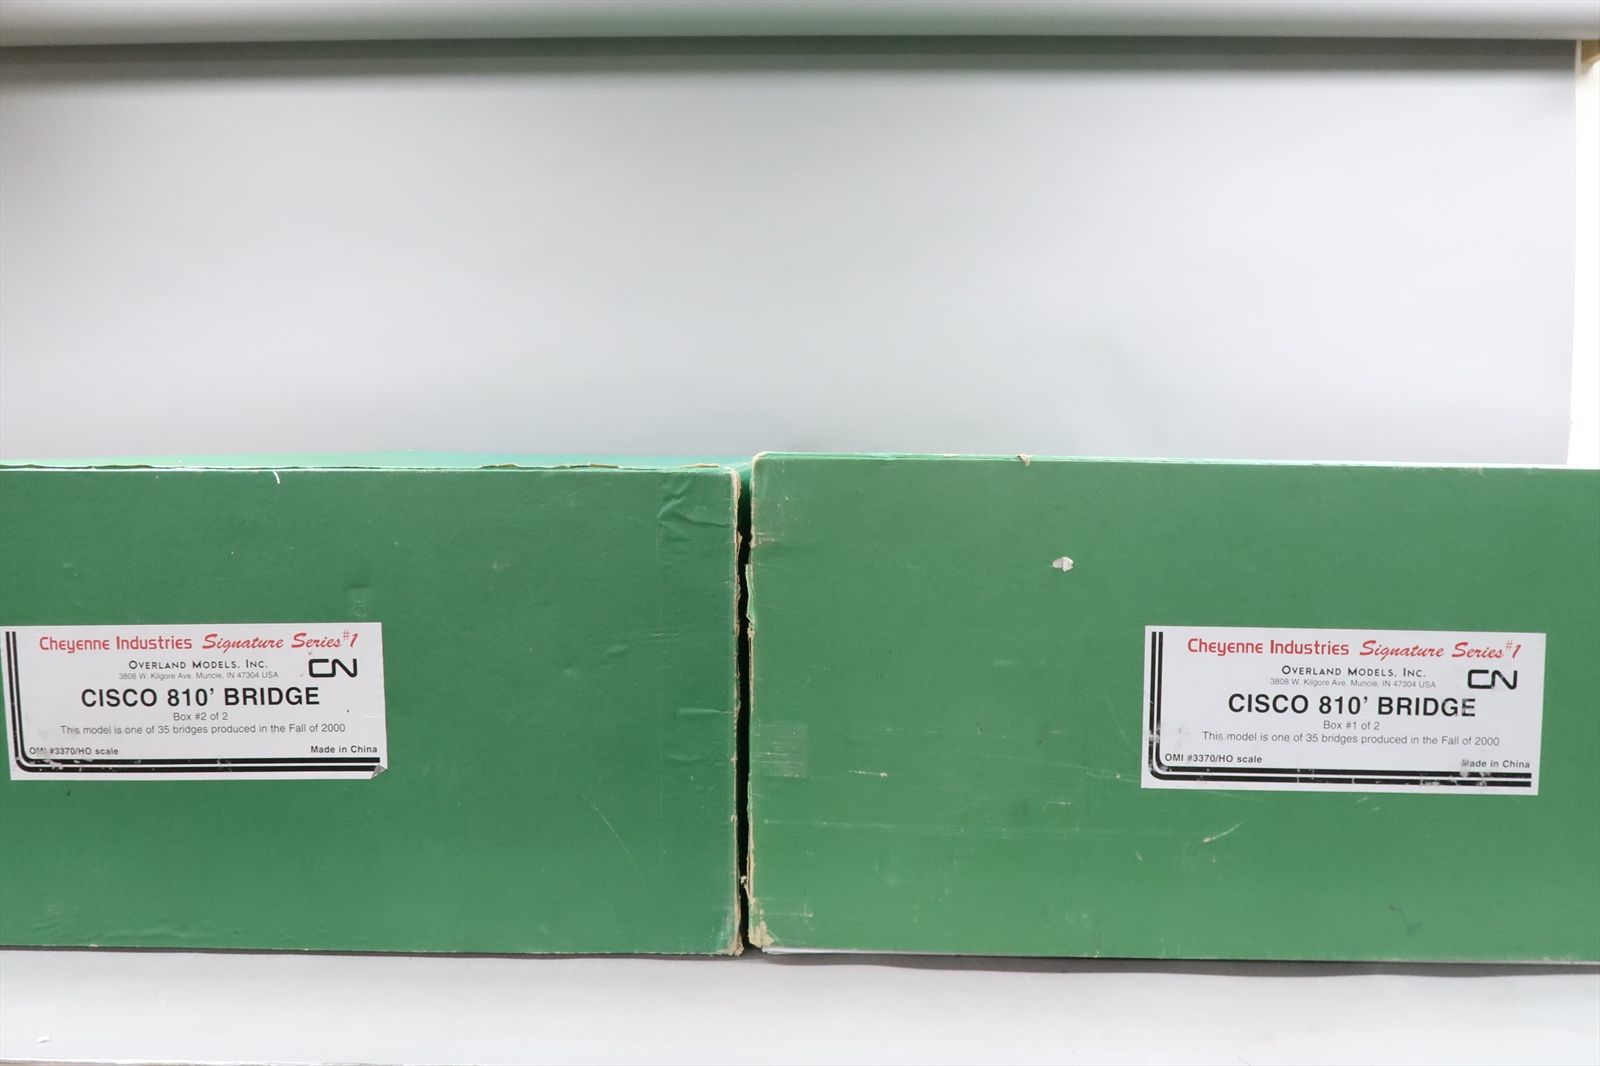 Cheyenne Industries Signature Series #1
OVERLAND MODELS, INC.
3808 W. Kilgore Ave. Muncie, IN 47304 USA
CN
CISCO 810' BRIDGE
Box #2 of 2
This model is one of 35 bridges produced in the Fall of 2000
OMI #3370/HO scale
Made in China
Cheyenne Industries Signature Series #1
OVERLAND MODELS, INC.
3808 W. Kilgore Ave. Muncie, IN 47304 USA
CN
CISCO 810' BRIDGE
Box #1 of 2
This model is one of 35 bridges produced in the Fall of 2000
OMI #3370/HO scale
Made in China